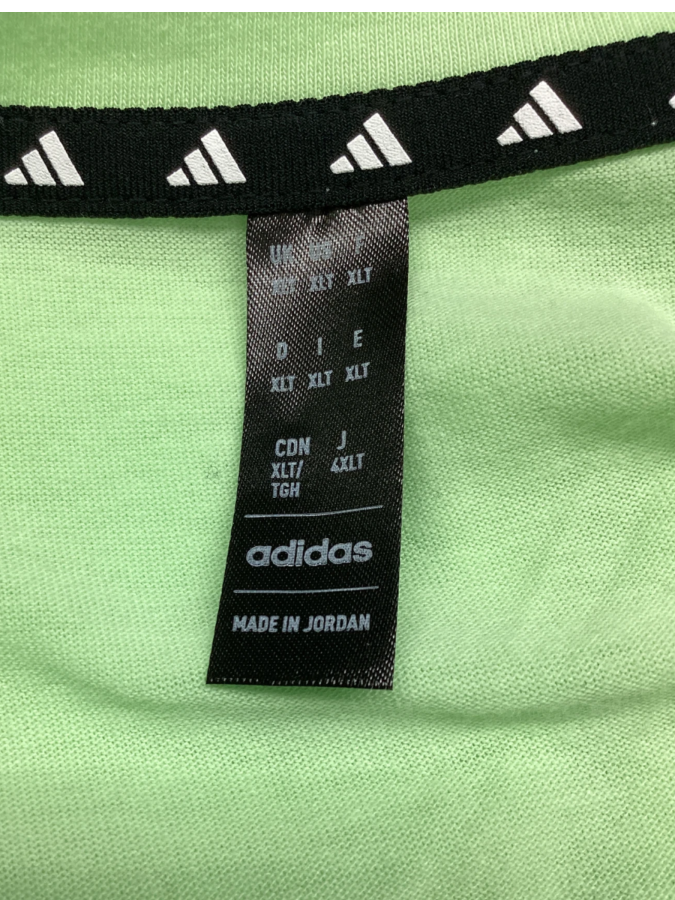 UK US F
XLT XLT XLT
D I E
XLT XLT XLT
CDN J
XLT/ 4XLT
TGH
adidas
MADE IN JORDAN